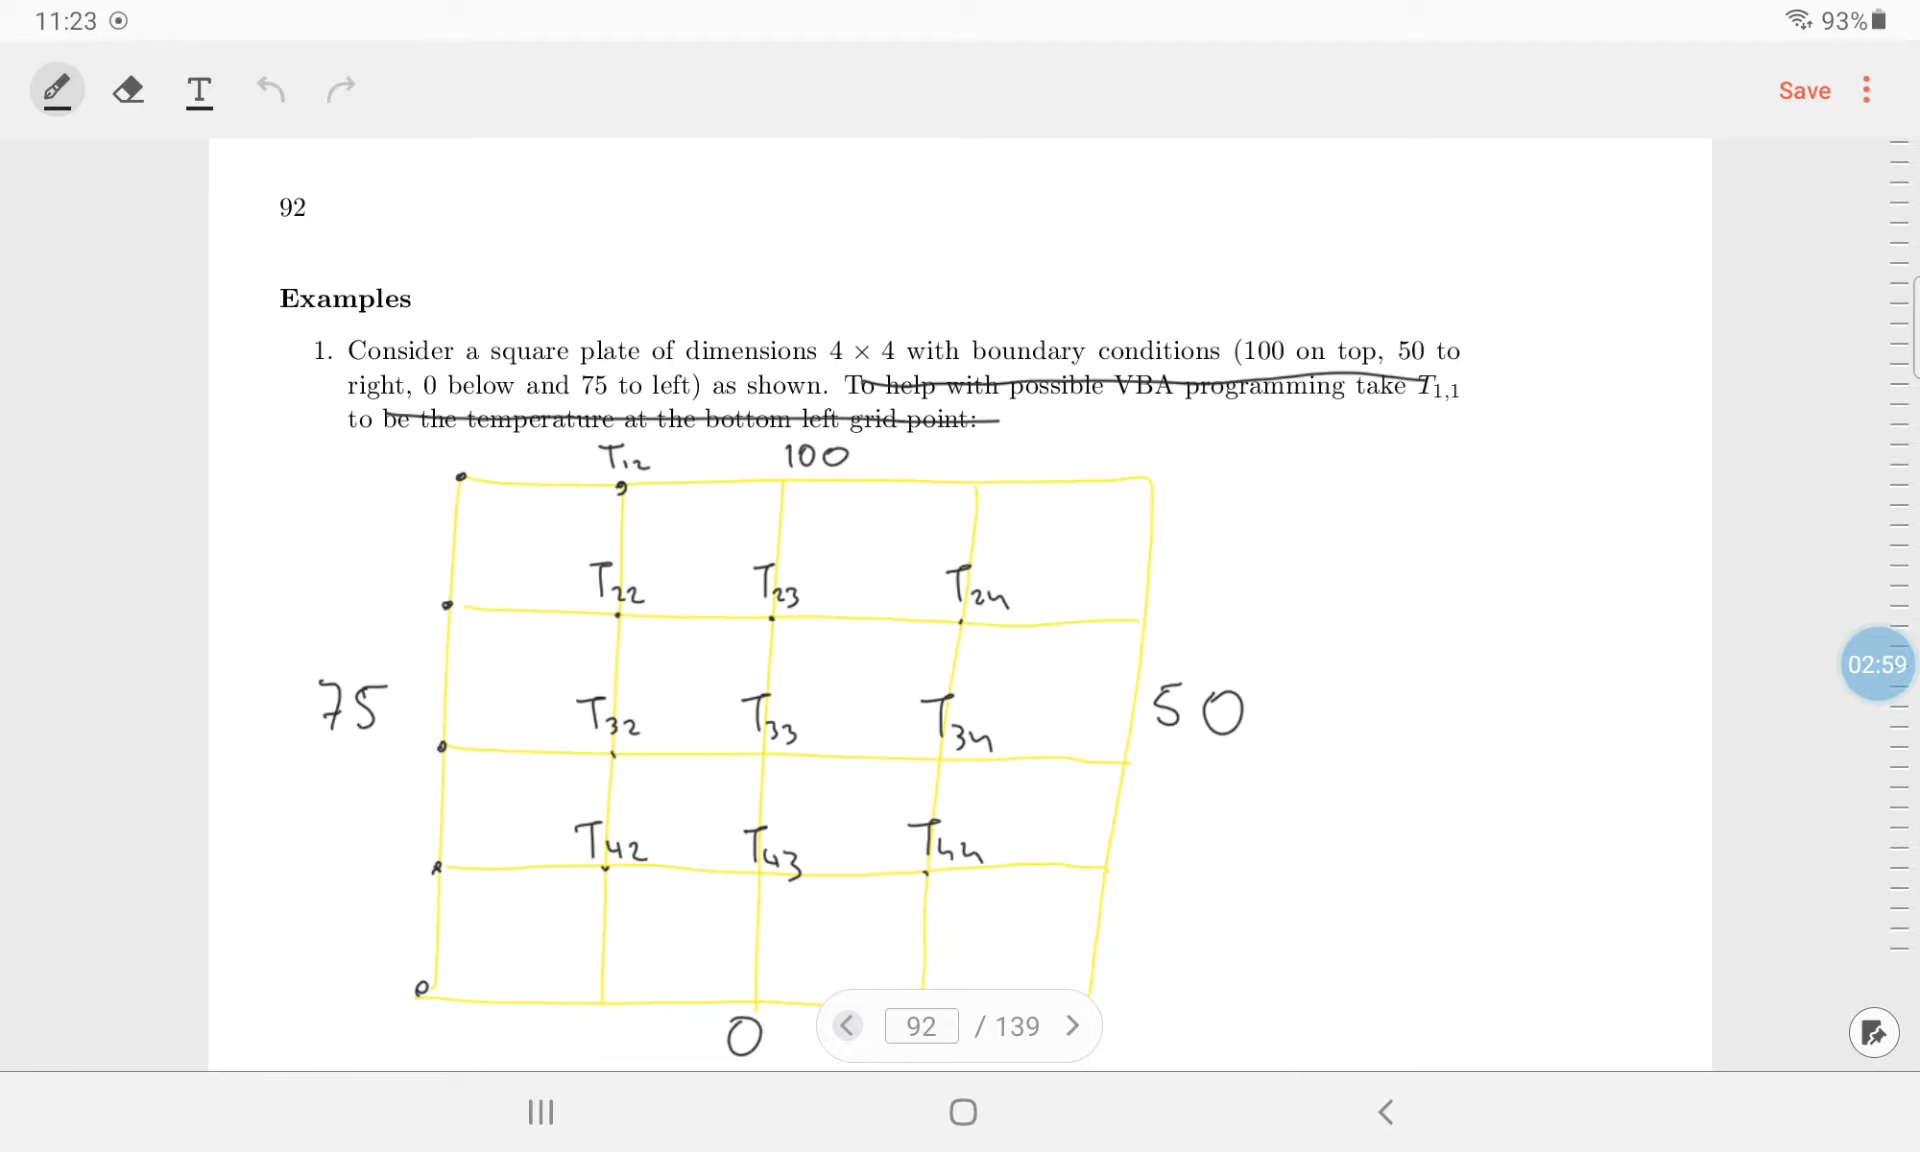 11:23
93%
T
Save
92
Examples
1. Consider a square plate of dimensions 4 × 4 with boundary conditions (100 on top, 50 to
right, 0 below and 75 to left) as shown. To help with possible VBA programming take T1,1
to be the temperature at the bottom left grid point:
T12 100
T22 T23 T24
75 T32 T33 T34 50
02:59
T42 T43 T44
0
92 / 139